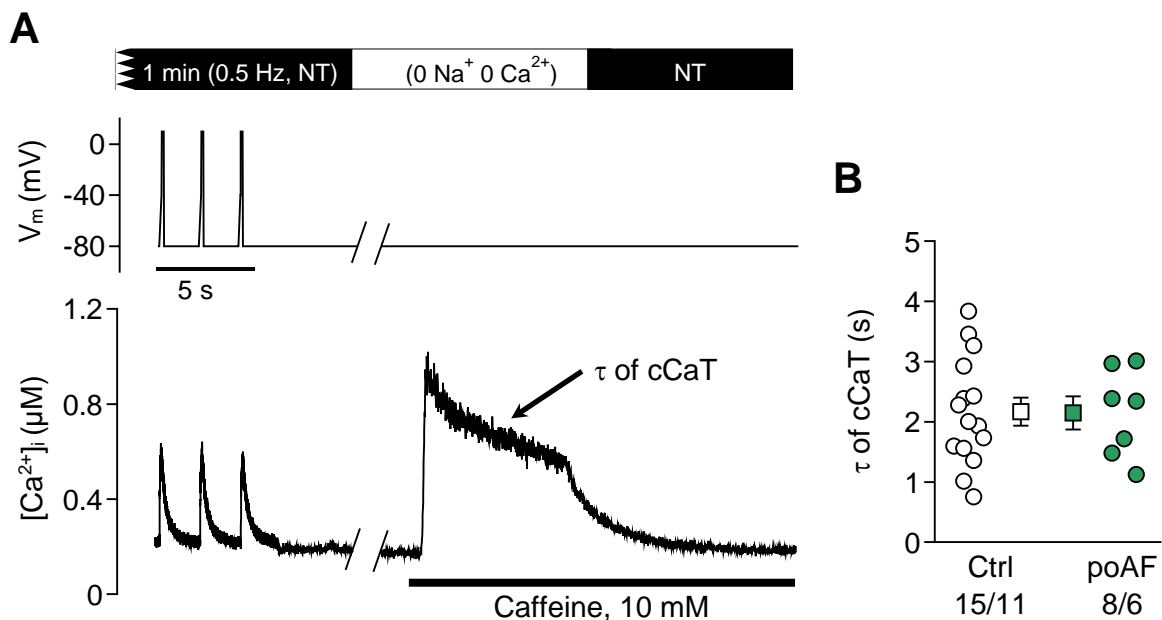 A
1 min (0.5 Hz, NT) (0 Na⁺ 0 Ca²⁺) NT
0
-40
-80
Vₘ (mV)
5 s
1.2
0.8
0.4
0
[Ca²⁺]ᵢ (μM)
τ of cCaT
Caffeine, 10 mM
B
5
4
3
2
1
0
τ of cCaT (s)
Ctrl poAF
15/11 8/6